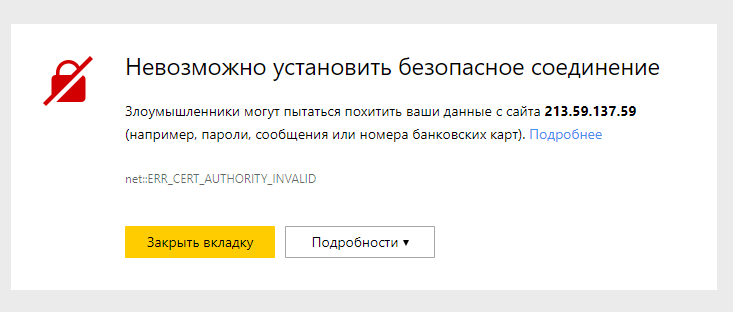 Невозможно установить безопасное соединение
Злоумышленники могут пытаться похитить ваши данные с сайта 213.59.137.59
(например, пароли, сообщения или номера банковских карт). Подробнее
net::ERR_CERT_AUTHORITY_INVALID
Закрыть вкладку Подробности ▾